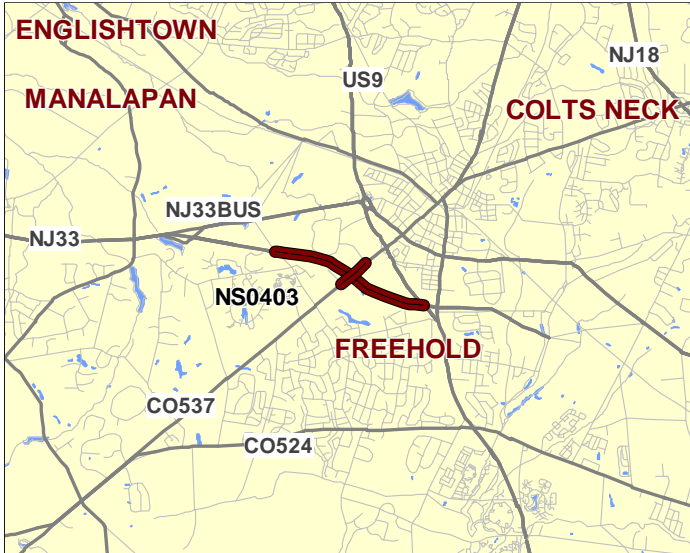 ENGLISHTOWN
NJ18
US9
MANALAPAN
COLTS NECK
NJ33BUS
NJ33
NS0403
FREEHOLD
CO537
CO524